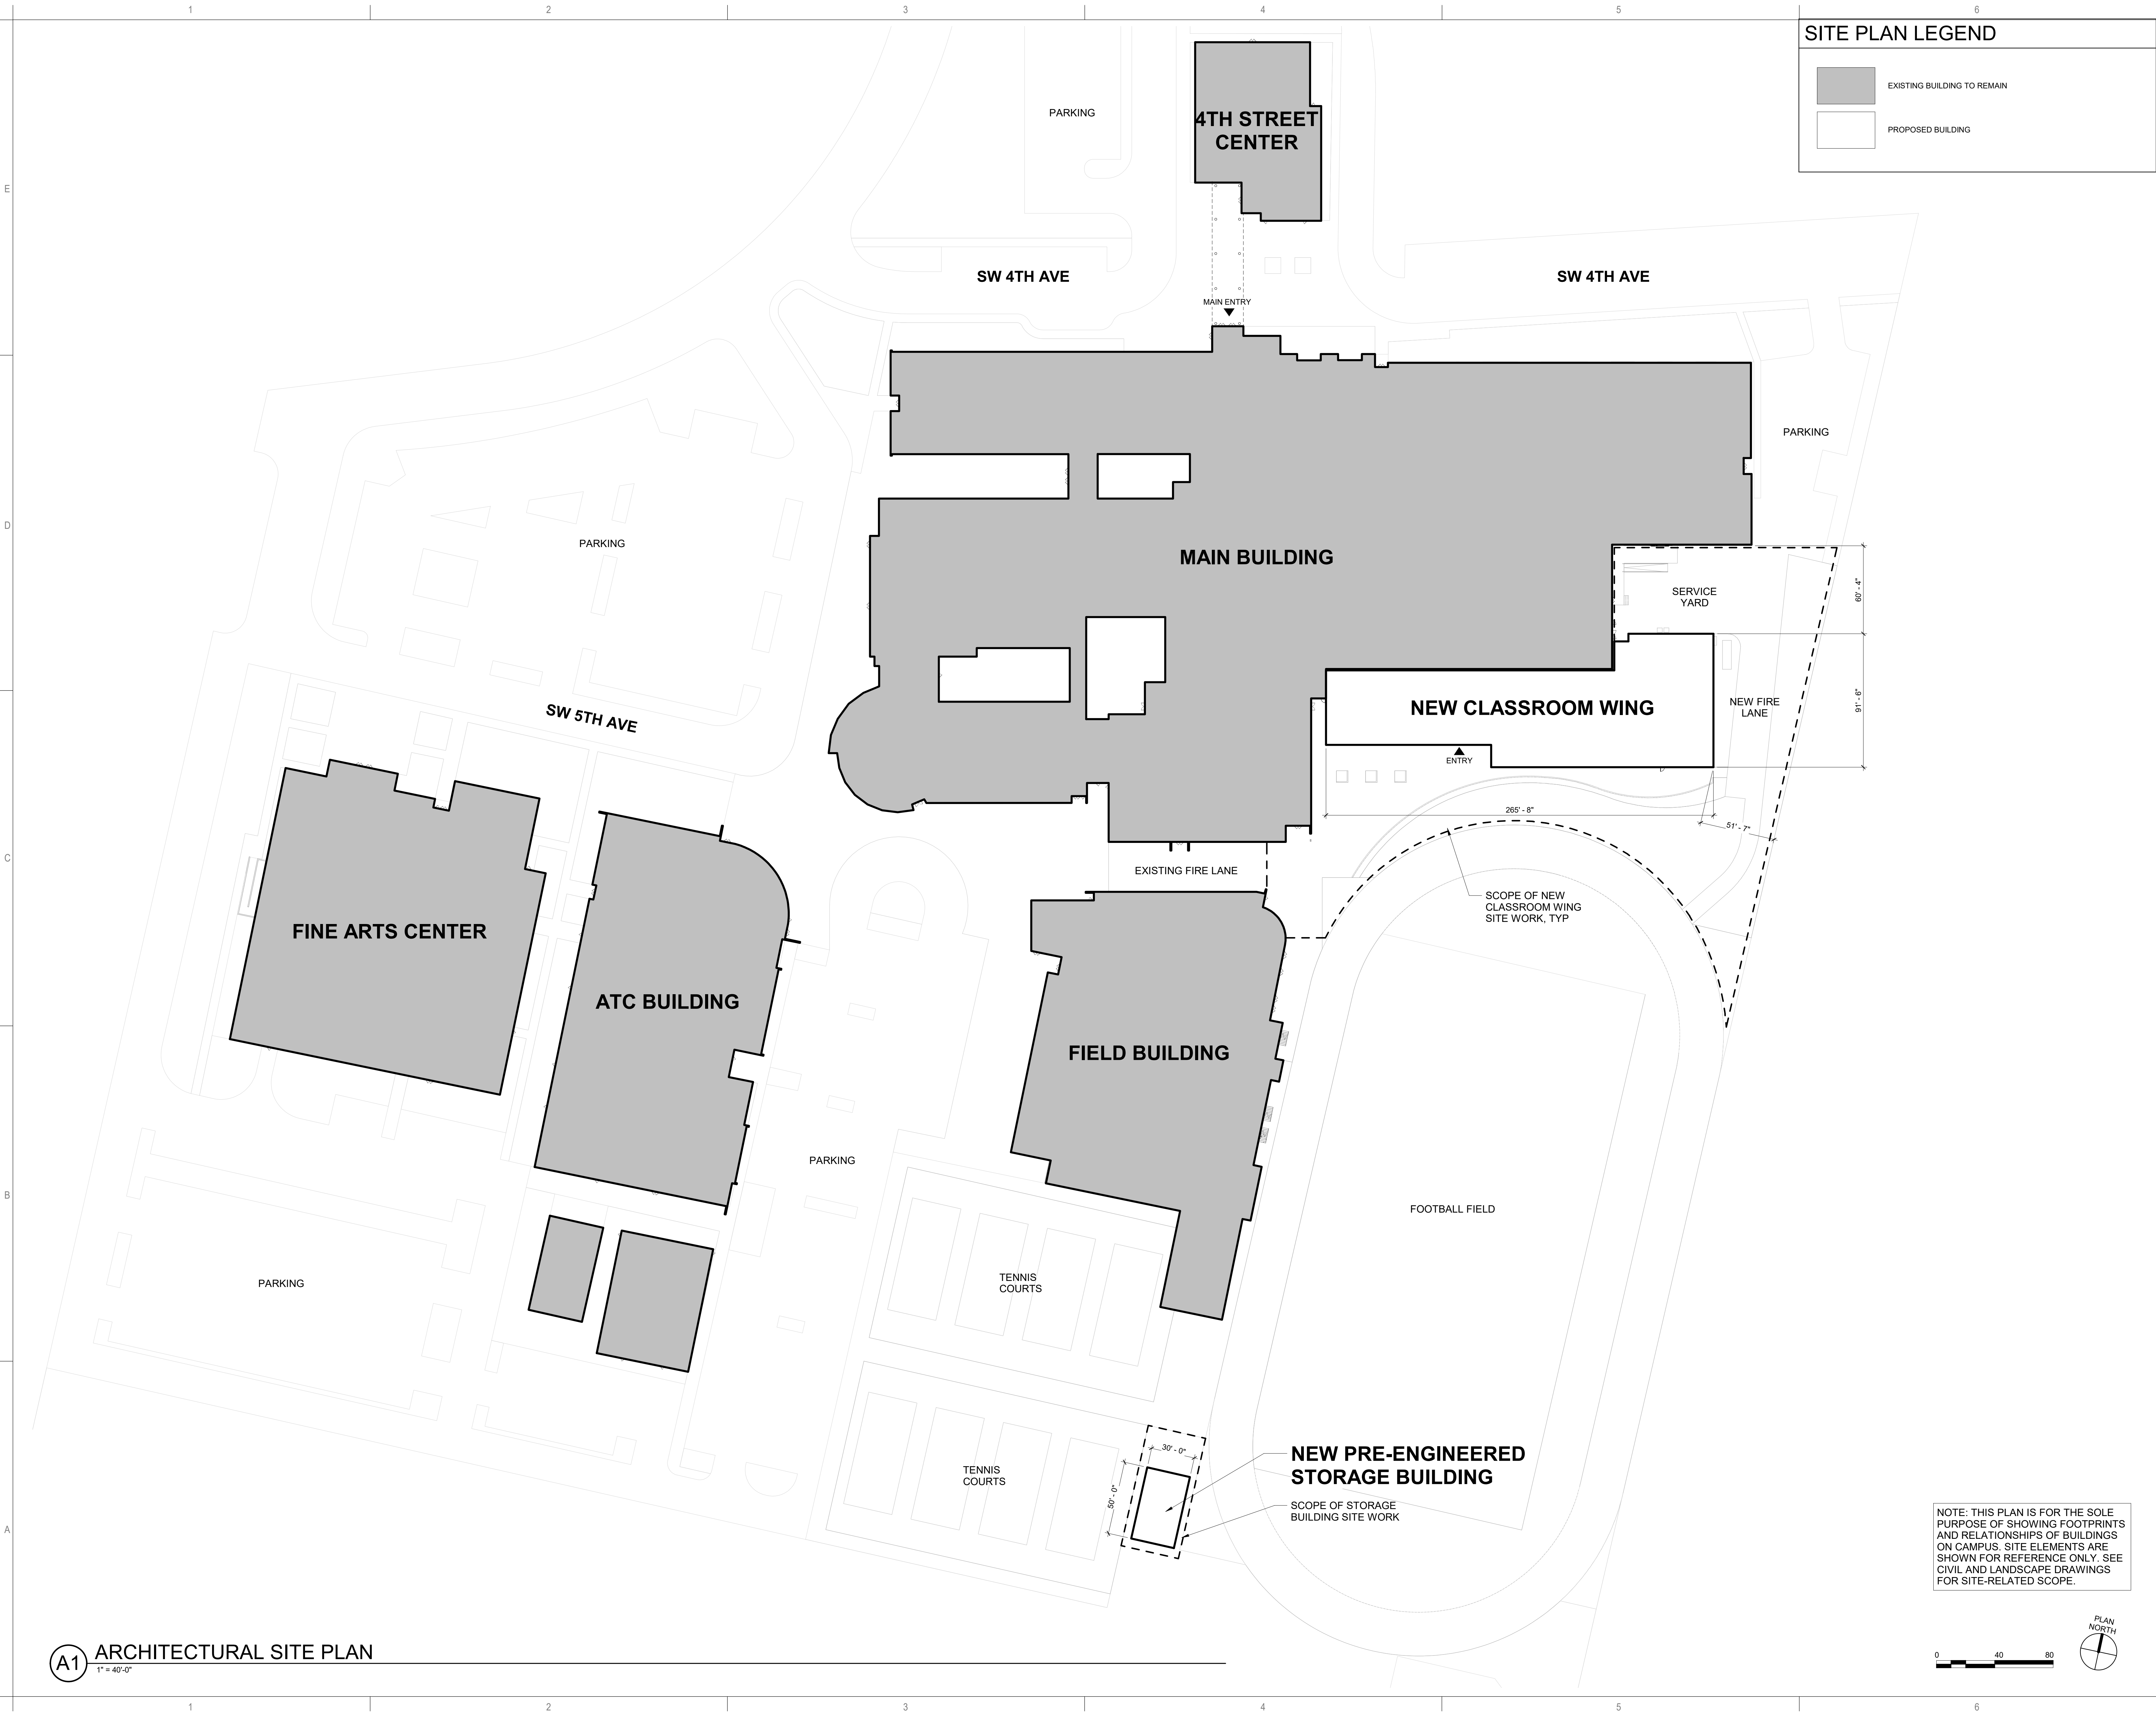 1 2 3 4 5 6
SITE PLAN LEGEND
EXISTING BUILDING TO REMAIN
PROPOSED BUILDING
PARKING
4TH STREET
CENTER
E
SW 4TH AVE
SW 4TH AVE
MAIN ENTRY
PARKING
D
PARKING
MAIN BUILDING
SERVICE
YARD
60' - 4"
NEW CLASSROOM WING
NEW FIRE
LANE
91' - 6"
SW 5TH AVE
ENTRY
265' - 8"
51' - 7"
C
EXISTING FIRE LANE
SCOPE OF NEW
CLASSROOM WING
SITE WORK, TYP
FINE ARTS CENTER
ATC BUILDING
FIELD BUILDING
PARKING
B
FOOTBALL FIELD
PARKING
TENNIS
COURTS
30' - 0"
NEW PRE-ENGINEERED
STORAGE BUILDING
TENNIS
COURTS
50' - 0"
SCOPE OF STORAGE
BUILDING SITE WORK
A
NOTE: THIS PLAN IS FOR THE SOLE
PURPOSE OF SHOWING FOOTPRINTS
AND RELATIONSHIPS OF BUILDINGS
ON CAMPUS. SITE ELEMENTS ARE
SHOWN FOR REFERENCE ONLY. SEE
CIVIL AND LANDSCAPE DRAWINGS
FOR SITE-RELATED SCOPE.
PLAN
NORTH
0 40 80
A1 ARCHITECTURAL SITE PLAN
1" = 40'-0"
1 2 3 4 5 6